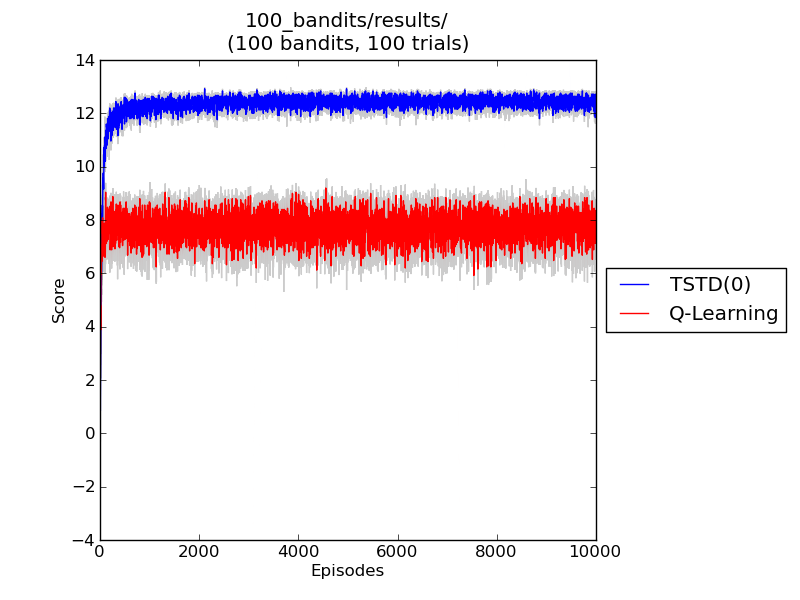 100_bandits/results/
(100 bandits, 100 trials)
14
12
10
8
6
4
2
0
−2
−4
Score
0 2000 4000 6000 8000 10000
Episodes
TSTD(0)
Q-Learning